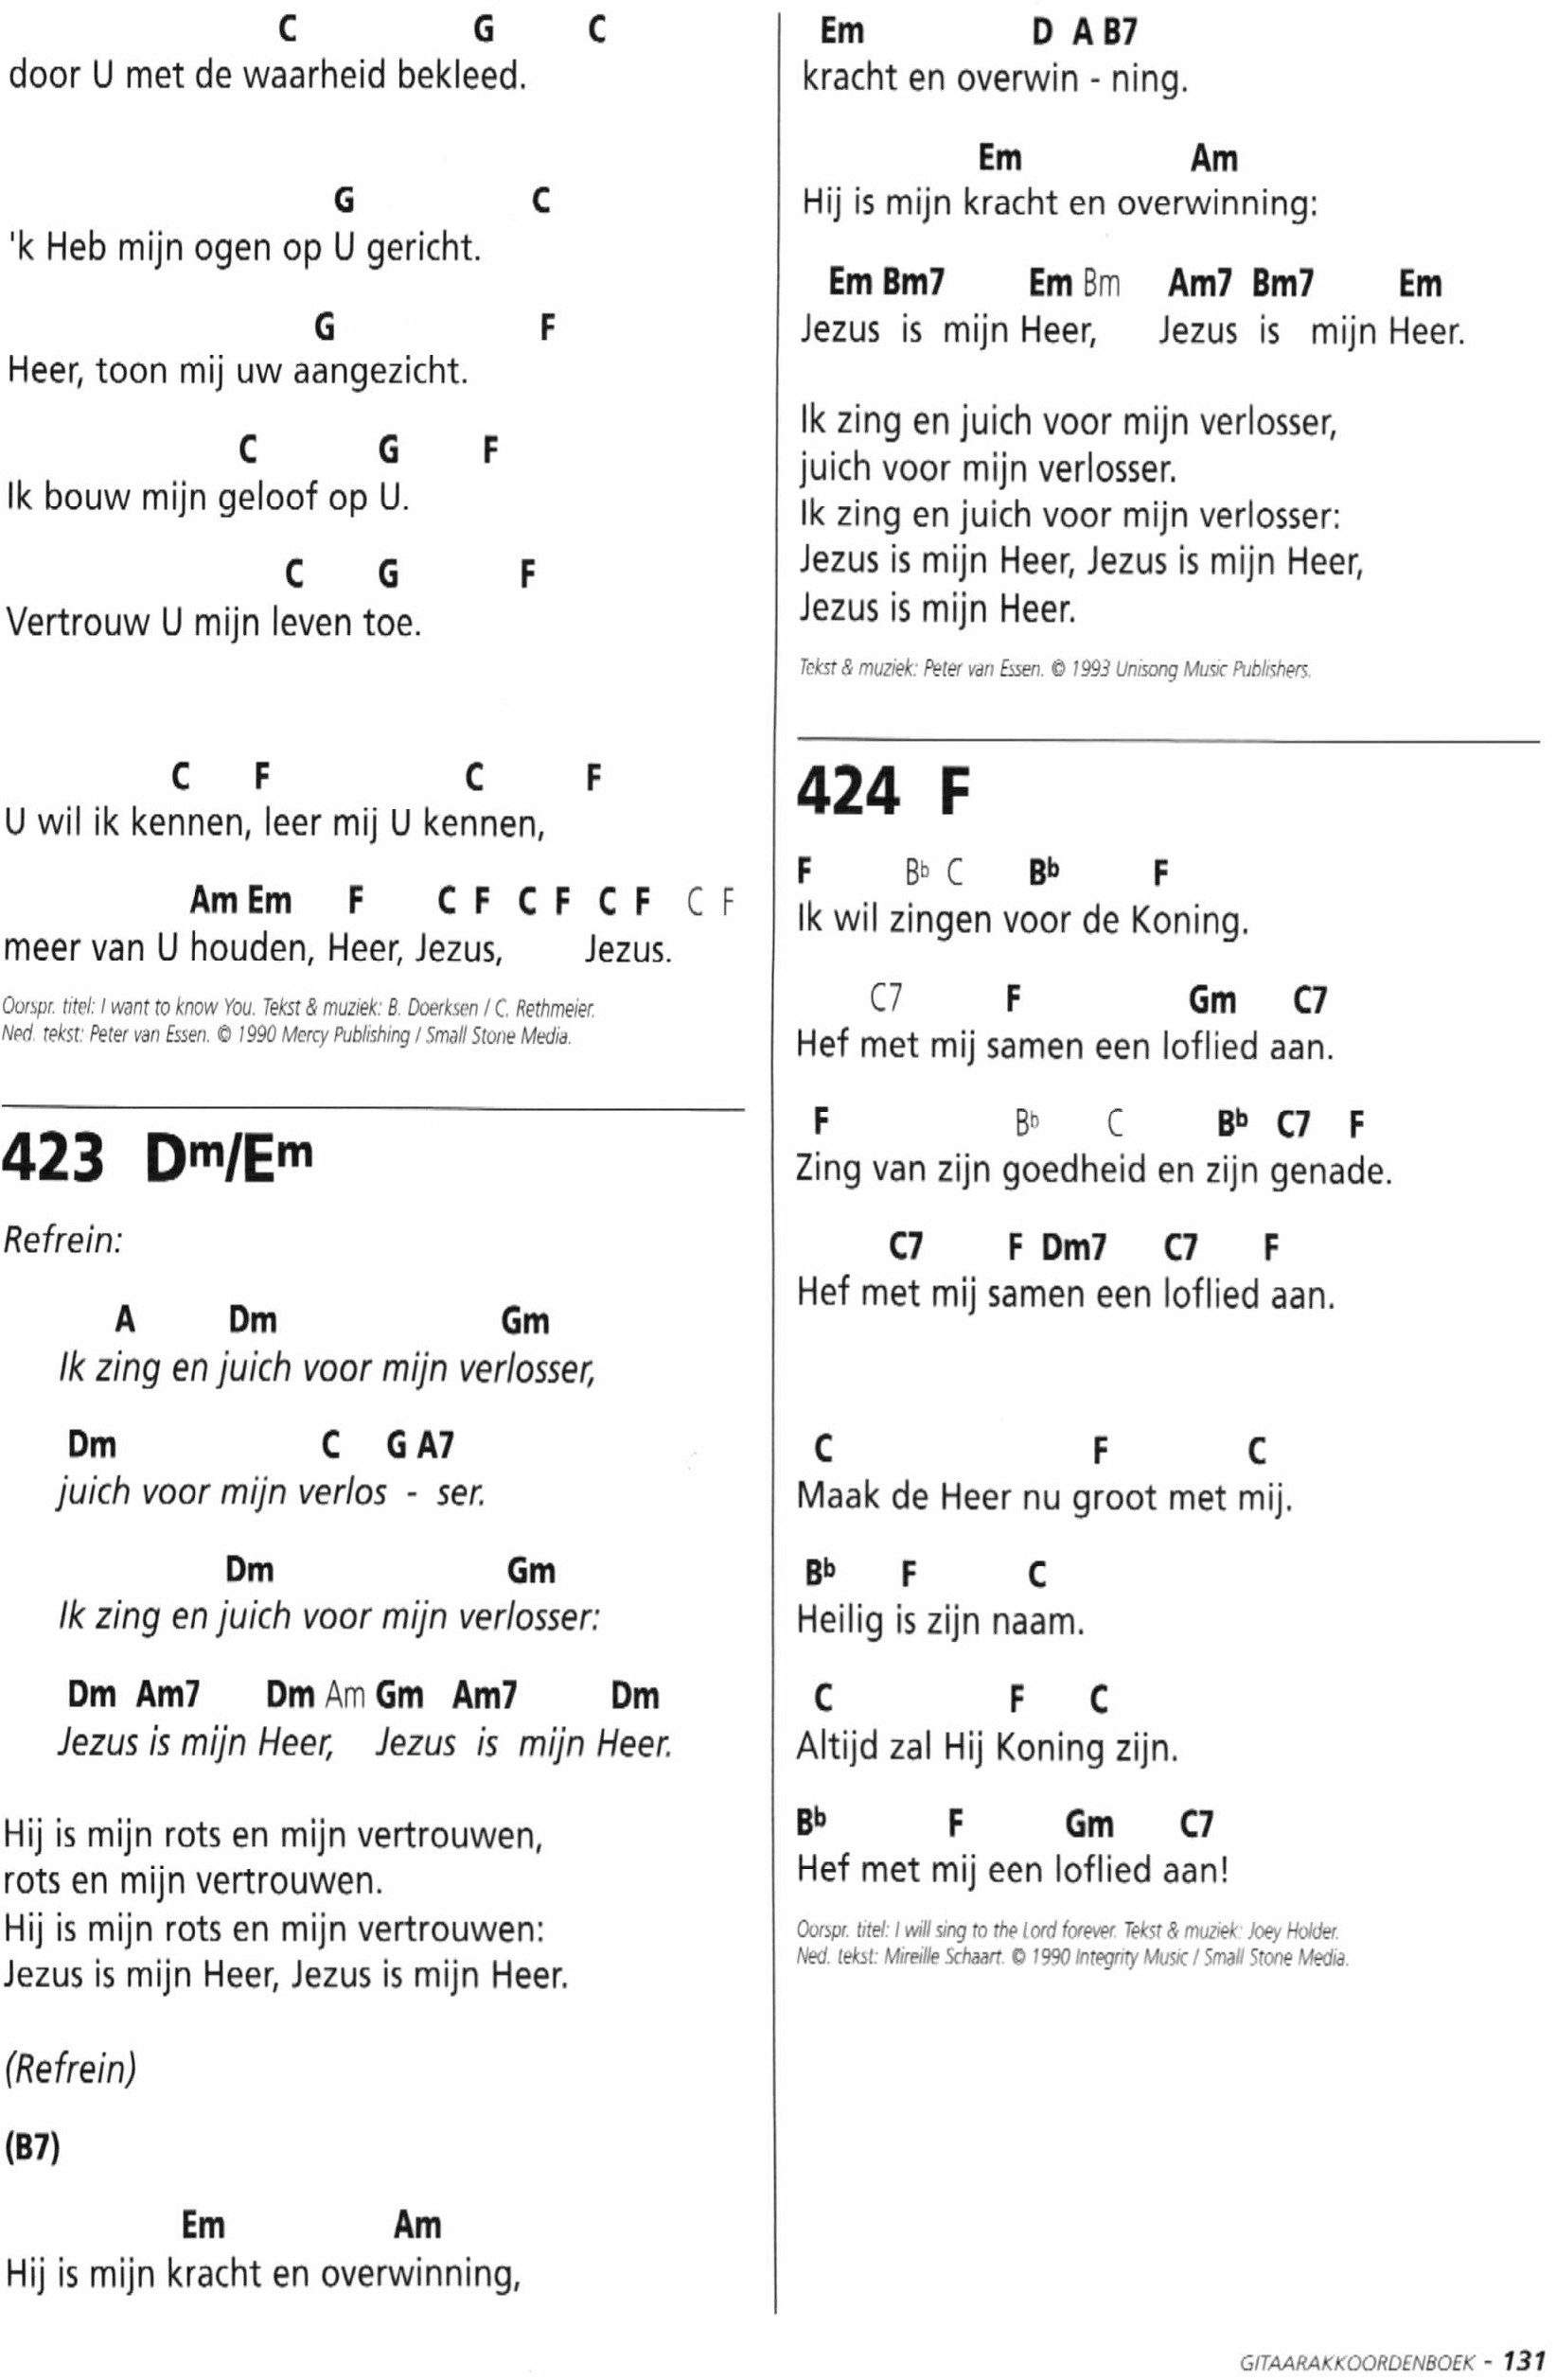 C G C
door U met de waarheid bekleed.
G C
'k Heb mijn ogen op U gericht.
G F
Heer, toon mij uw aangezicht.
C G F
Ik bouw mijn geloof op U.
C G F
Vertrouw U mijn leven toe.
C F C F
U wil ik kennen, leer mij U kennen,
Am Em F C F C F C F C F
meer van U houden, Heer, Jezus, Jezus.
Oorspr. titel: I want to know You. Tekst & muziek: B. Doerksen / C. Rethmeier.
Ned. tekst: Peter van Essen. © 1990 Mercy Publishing / Small Stone Media.
423 Dm/Em
Refrein:
A Dm Gm
Ik zing en juich voor mijn verlosser,
Dm C G A7
juich voor mijn verlos - ser.
Dm Gm
Ik zing en juich voor mijn verlosser:
Dm Am7 Dm Am Gm Am7 Dm
Jezus is mijn Heer, Jezus is mijn Heer.
Hij is mijn rots en mijn vertrouwen,
rots en mijn vertrouwen.
Hij is mijn rots en mijn vertrouwen:
Jezus is mijn Heer, Jezus is mijn Heer.
(Refrein)
(B7)
Em Am
Hij is mijn kracht en overwinning,
Em D A B7
kracht en overwin - ning.
Em Am
Hij is mijn kracht en overwinning:
Em Bm7 Em Bm Am7 Bm7 Em
Jezus is mijn Heer, Jezus is mijn Heer.
Ik zing en juich voor mijn verlosser,
juich voor mijn verlosser.
Ik zing en juich voor mijn verlosser:
Jezus is mijn Heer, Jezus is mijn Heer,
Jezus is mijn Heer.
Tekst & muziek: Peter van Essen. © 1993 Unisong Music Publishers.
424 F
F B♭ C B♭ F
Ik wil zingen voor de Koning.
C7 F Gm C7
Hef met mij samen een loflied aan.
F B♭ C B♭ C7 F
Zing van zijn goedheid en zijn genade.
C7 F Dm7 C7 F
Hef met mij samen een loflied aan.
C F C
Maak de Heer nu groot met mij.
B♭ F C
Heilig is zijn naam.
C F C
Altijd zal Hij Koning zijn.
B♭ F Gm C7
Hef met mij een loflied aan!
Oorspr. titel: I will sing to the Lord forever. Tekst & muziek: Joey Holder.
Ned. tekst: Mireille Schaart. © 1990 Integrity Music / Small Stone Media.
GITAARAKKOORDENBOEK - 131